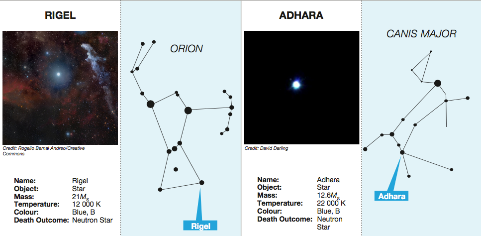 RIGEL
ORION
Credit: Rogelio Bernal Andreo/Creative
Commons
Name: Rigel
Object: Star
Mass: 21M
Temperature: 12 000 K
Colour: Blue, B
Death Outcome: Neutron Star
Rigel
ADHARA
CANIS MAJOR
Credit: David Darling
Name: Adhara
Object: Star
Mass: 12.6M
Temperature: 22 000 K
Colour: Blue, B
Death Outcome: Neutron
Star
Adhara